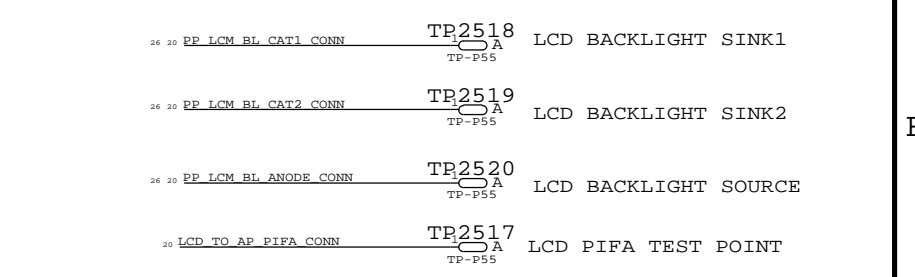 26 20 PP_LCM_BL_CAT1_CONN TP2518 1 A TP-P55 LCD BACKLIGHT SINK1
26 20 PP_LCM_BL_CAT2_CONN TP2519 1 A TP-P55 LCD BACKLIGHT SINK2
26 20 PP_LCM_BL_ANODE_CONN TP2520 1 A TP-P55 LCD BACKLIGHT SOURCE
20 LCD_TO_AP_PIFA_CONN TP2517 1 A TP-P55 LCD PIFA TEST POINT